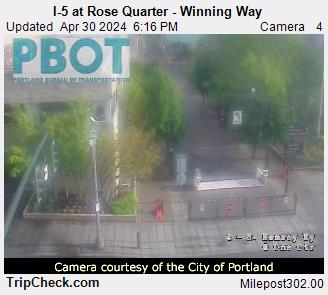 I-5 at Rose Quarter - Winning Way
Updated Apr 30 2024 6:16 PM Camera 4
PBOT
PORTLAND BUREAU OF TRANSPORTATION
Camera courtesy of the City of Portland
TripCheck.com Milepost302.00